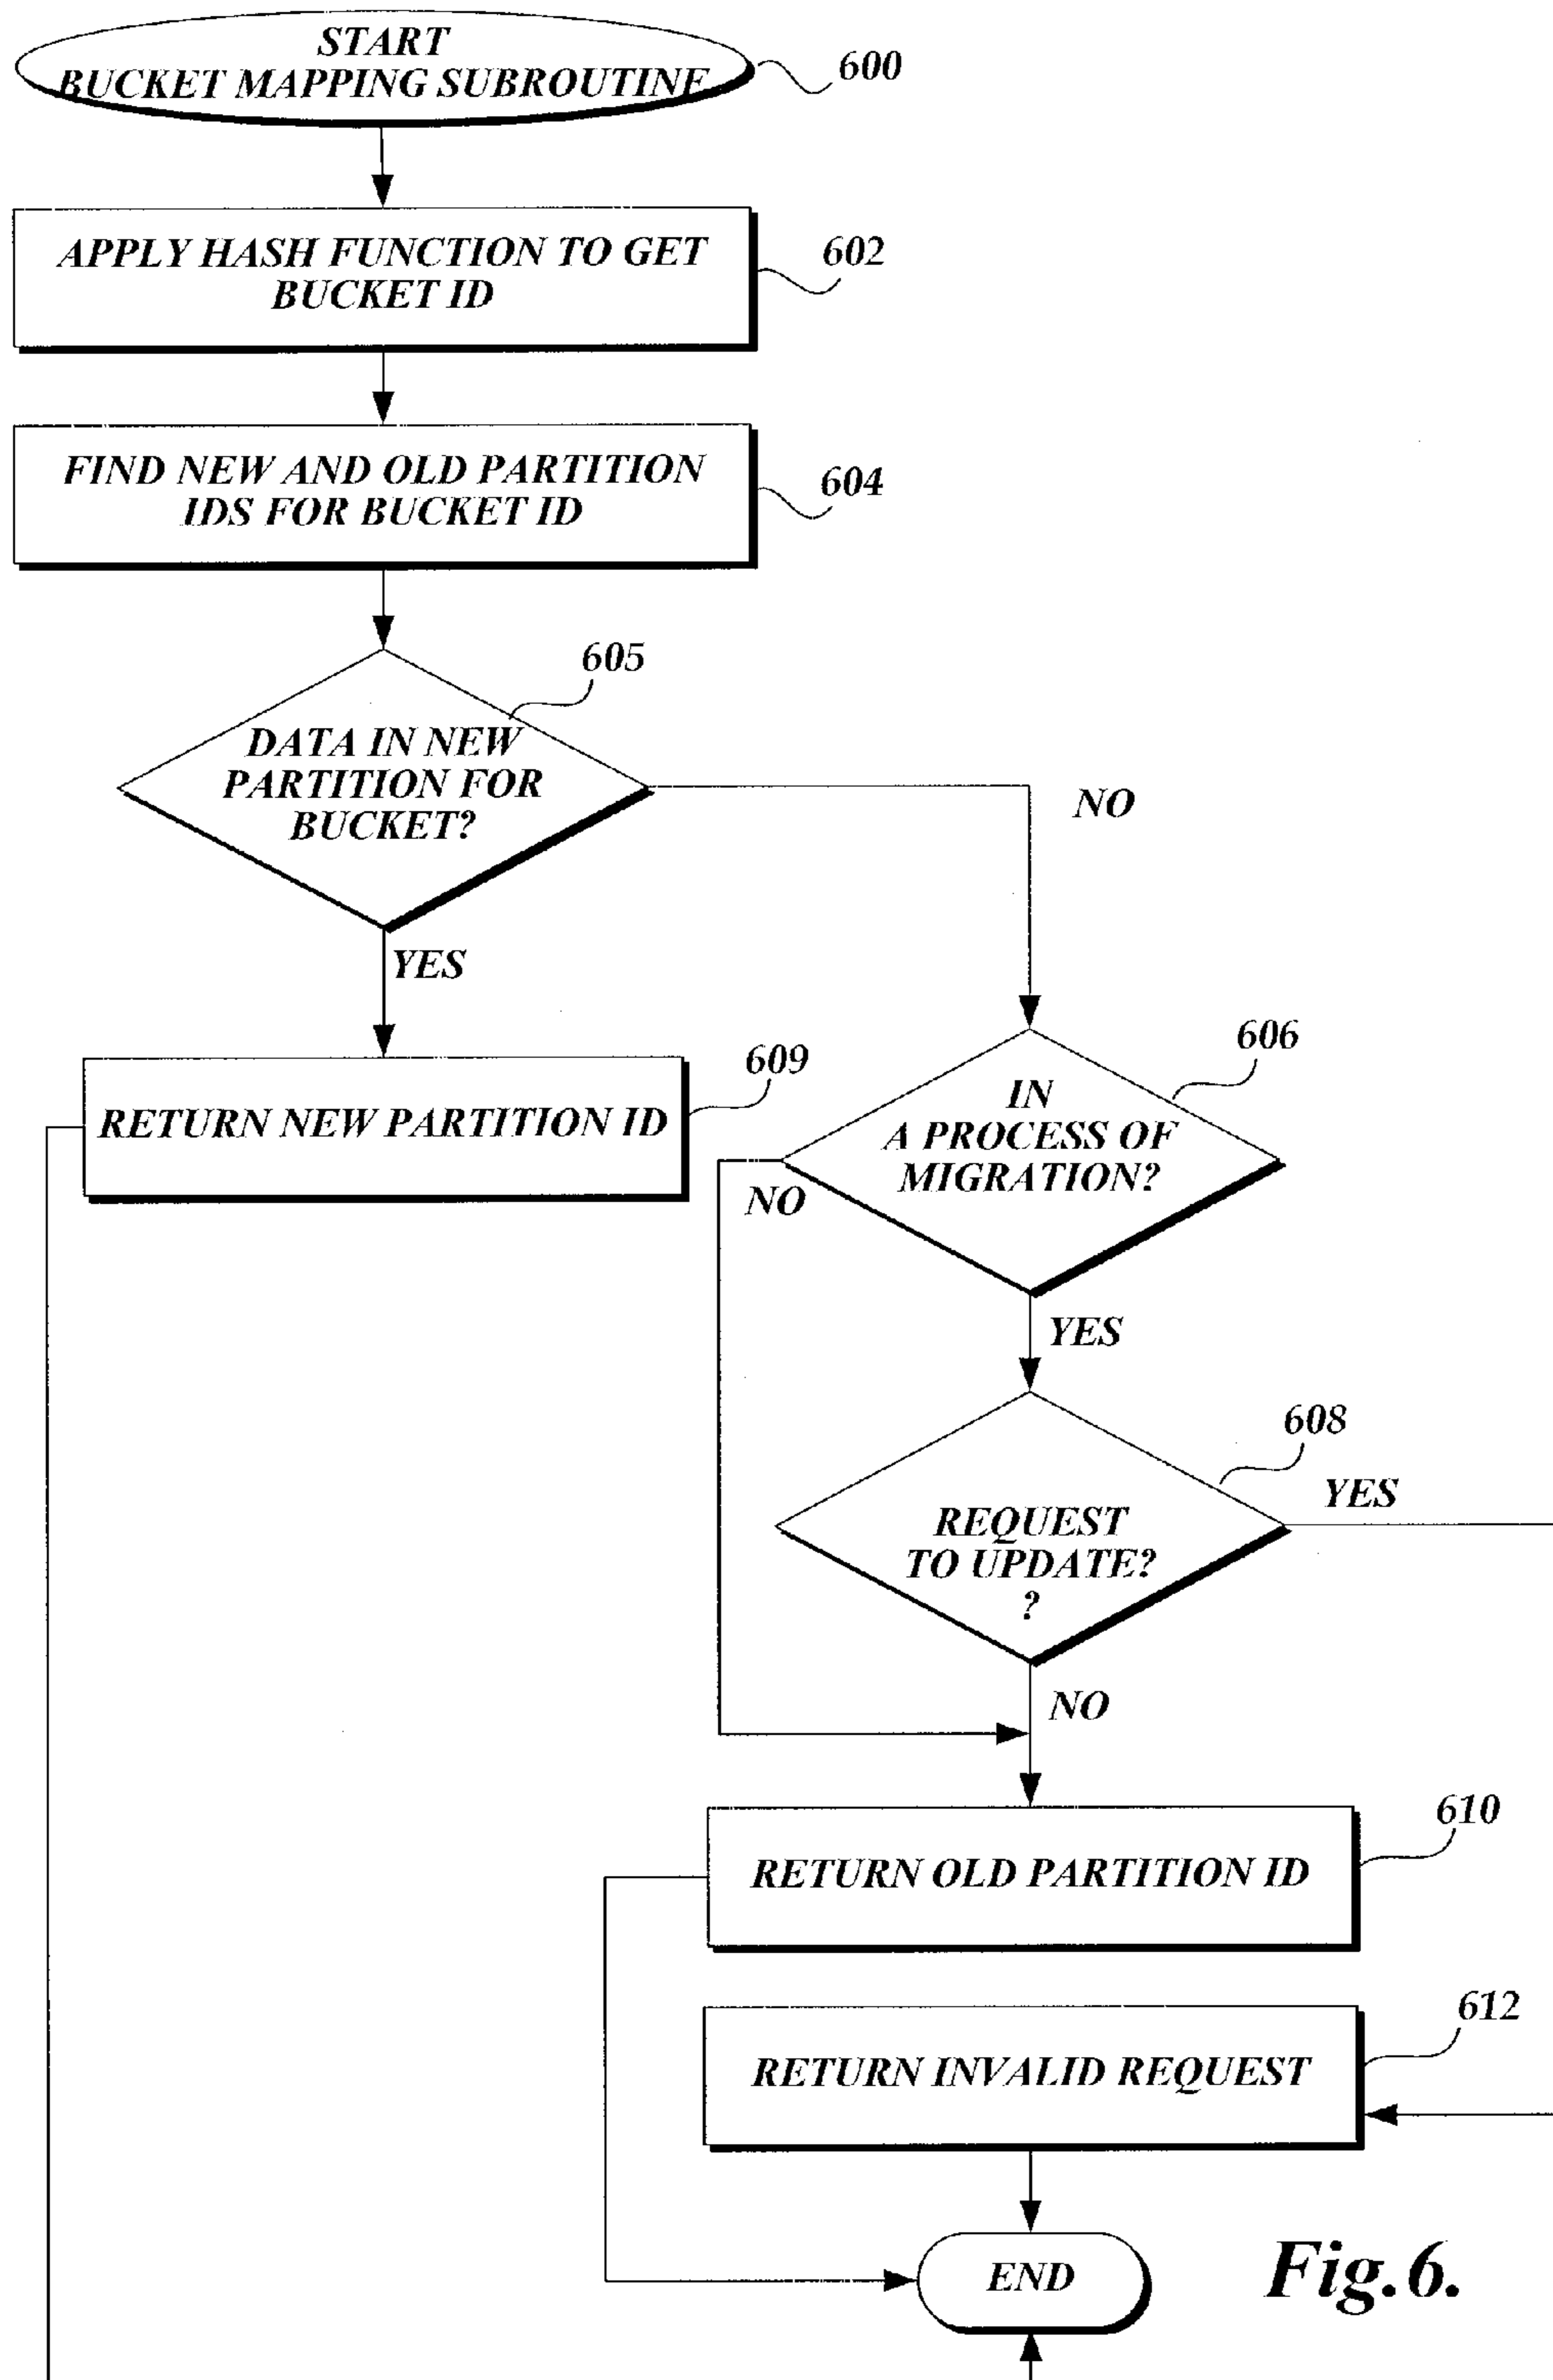 START
BUCKET MAPPING SUBROUTINE
600
APPLY HASH FUNCTION TO GET
BUCKET ID
602
FIND NEW AND OLD PARTITION
IDS FOR BUCKET ID
604
605
DATA IN NEW
PARTITION FOR
BUCKET?
NO
YES
609
RETURN NEW PARTITION ID
606
IN
A PROCESS OF
MIGRATION?
NO
YES
608
YES
REQUEST
TO UPDATE?
?
NO
610
RETURN OLD PARTITION ID
612
RETURN INVALID REQUEST
END
Fig.6.